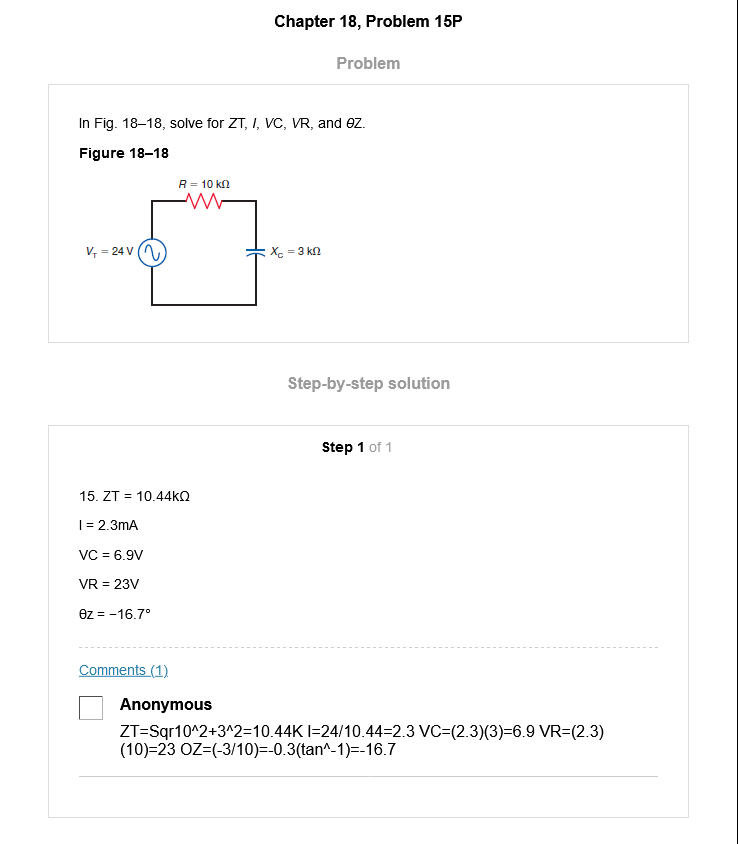 Chapter 18, Problem 15P
Problem
In Fig. 18–18, solve for ZT, I, VC, VR, and θZ.
Figure 18–18
R = 10 kΩ
V_T = 24 V
X_C = 3 kΩ
Step-by-step solution
Step 1 of 1
15. ZT = 10.44kΩ
I = 2.3mA
VC = 6.9V
VR = 23V
θz = −16.7°
Comments (1)
Anonymous
ZT=Sqr10^2+3^2=10.44K I=24/10.44=2.3 VC=(2.3)(3)=6.9 VR=(2.3)
(10)=23 OZ=(-3/10)=-0.3(tan^-1)=-16.7